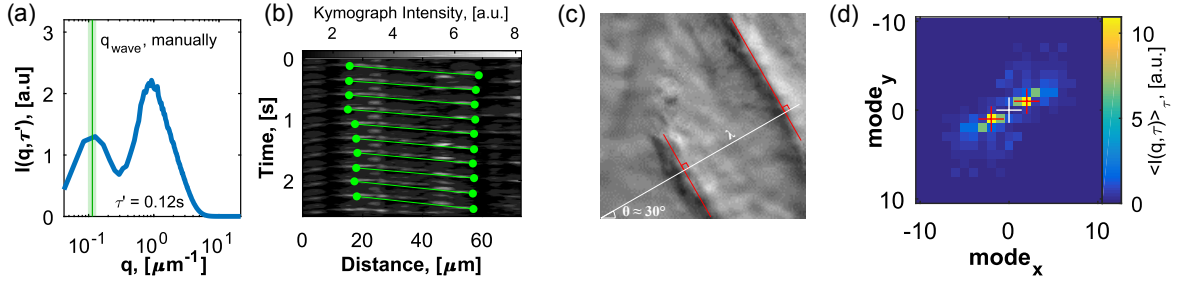 (a)
I(q,τ'), [a.u]
3
2
1
0
q_wave, manually
τ' = 0.12s
10^-1 10^0 10^1
q, [μm^-1]
(b)
Kymograph Intensity, [a.u.]
2 4 6 8
Time, [s]
0
1
2
0 20 40 60
Distance, [μm]
(c)
λ
θ ≈ 30°
(d)
mode_y
-10
-5
0
5
10
-10 0 10
mode_x
10
5
0
<I(q,τ)>_τ, [a.u.]